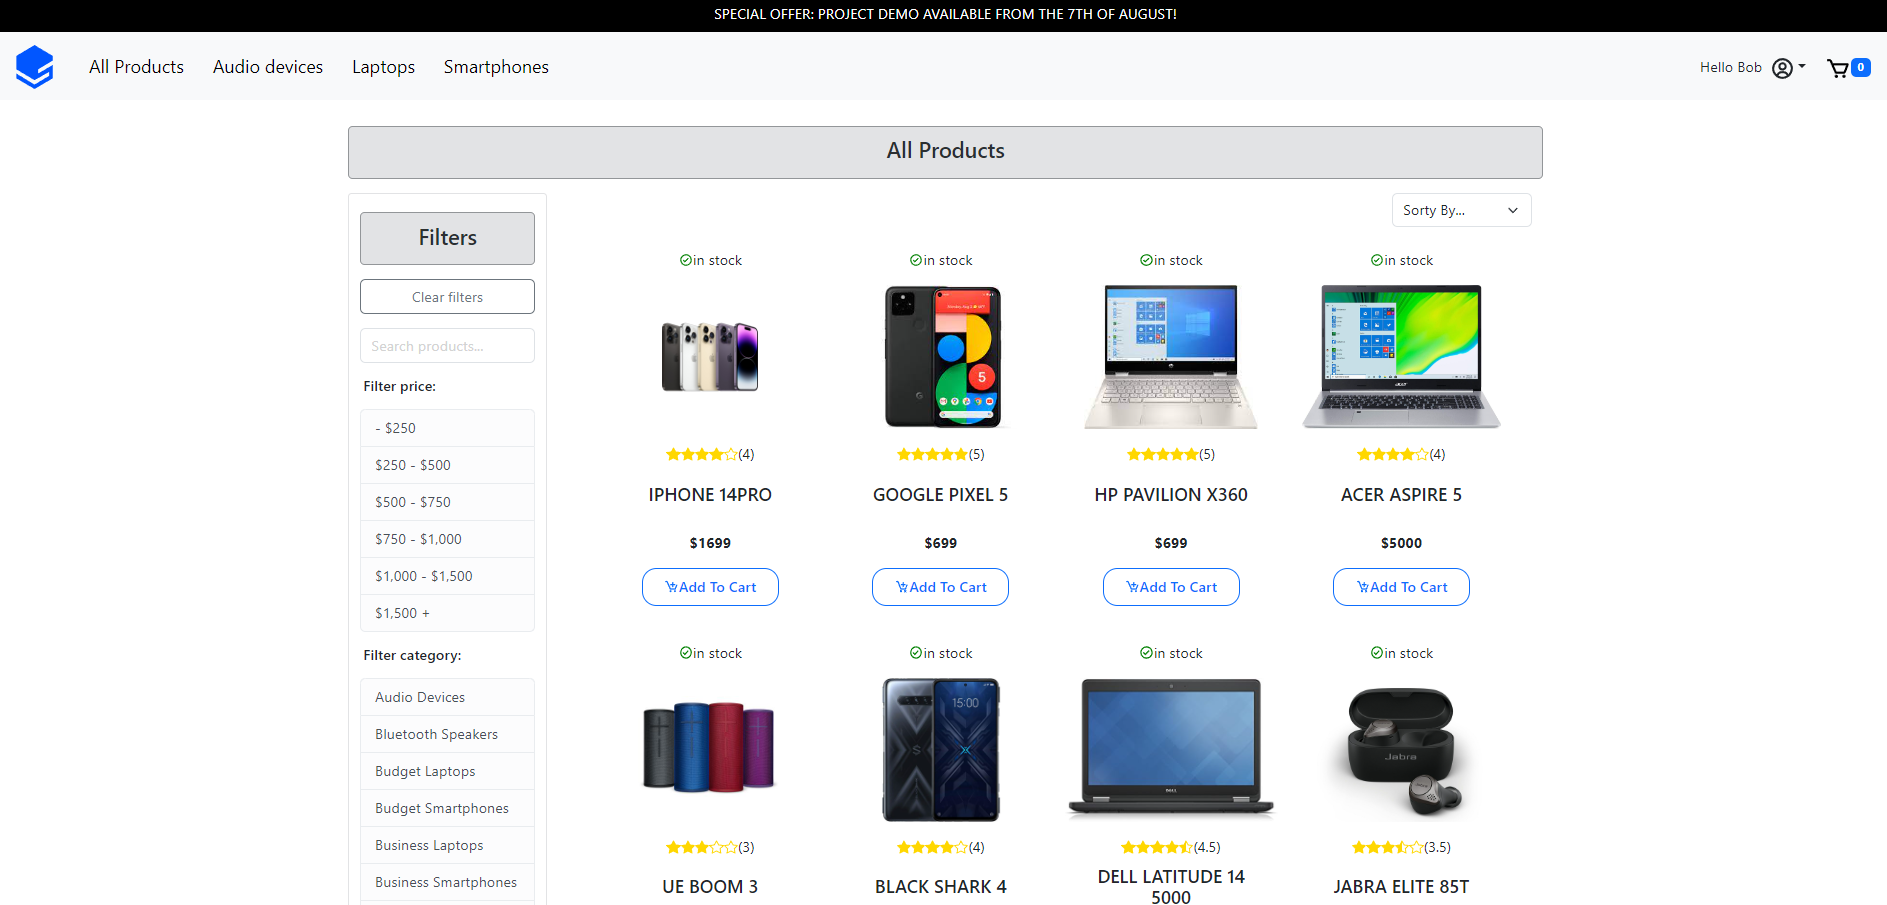 SPECIAL OFFER: PROJECT DEMO AVAILABLE FROM THE 7TH OF AUGUST!
All Products Audio devices Laptops Smartphones Hello Bob 0
All Products
Sorty By...
Filters
Clear filters
Search products...
Filter price:
- $250
$250 - $500
$500 - $750
$750 - $1,000
$1,000 - $1,500
$1,500 +
Filter category:
Audio Devices
Bluetooth Speakers
Budget Laptops
Budget Smartphones
Business Laptops
Business Smartphones
in stock in stock in stock in stock
5
acer
(4) (5) (5) (4)
IPHONE 14PRO GOOGLE PIXEL 5 HP PAVILION X360 ACER ASPIRE 5
$1699 $699 $699 $5000
Add To Cart Add To Cart Add To Cart Add To Cart
in stock in stock in stock in stock
15:00
DELL
Jabra
(3) (4) (4.5) (3.5)
UE BOOM 3 BLACK SHARK 4 DELL LATITUDE 14 5000 JABRA ELITE 85T